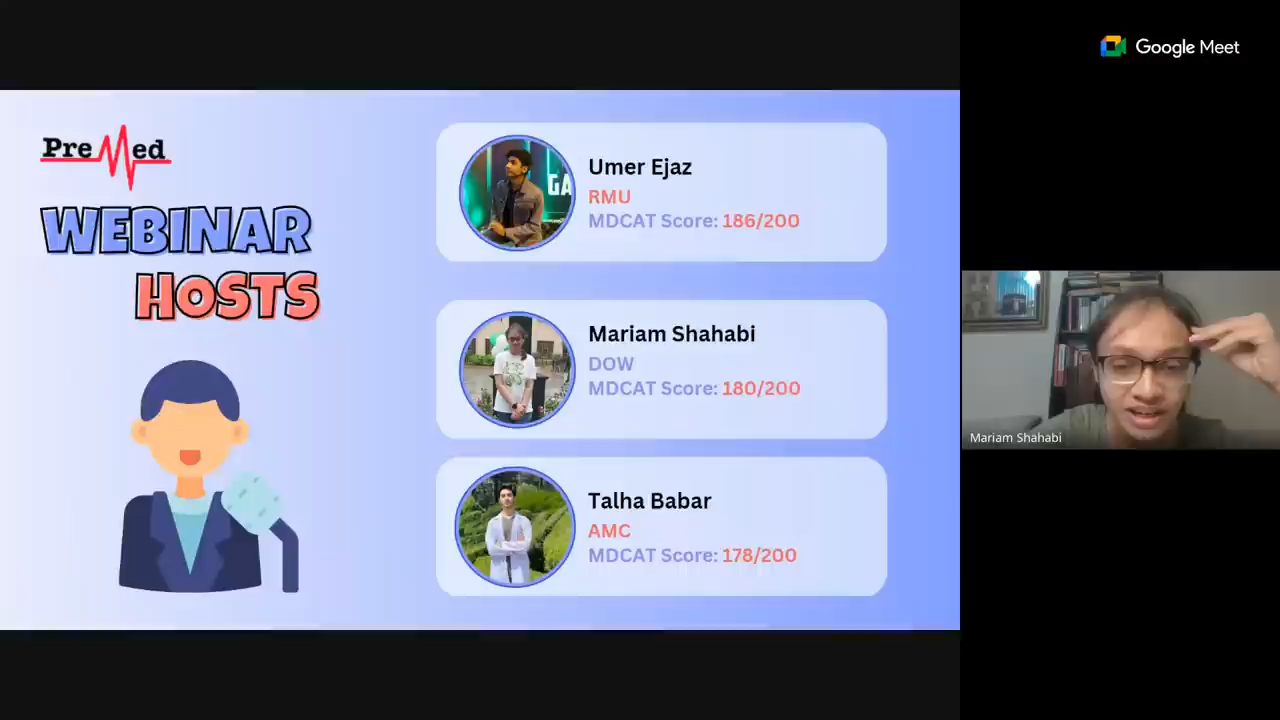 Google Meet
PreMed
WEBINAR
HOSTS
Umer Ejaz
RMU
MDCAT Score: 186/200
Mariam Shahabi
DOW
MDCAT Score: 180/200
Talha Babar
AMC
MDCAT Score: 178/200
GA
Mariam Shahabi